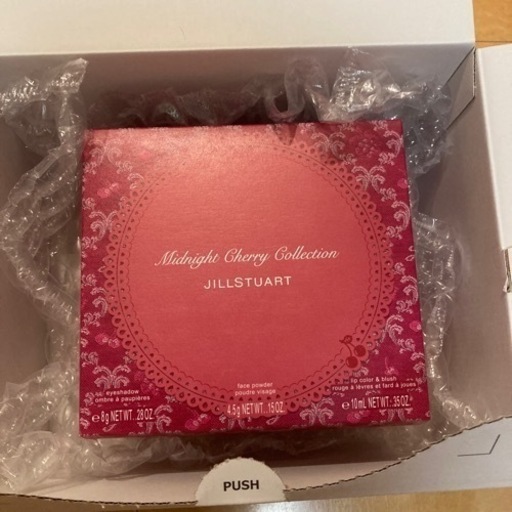 Midnight Cherry Collection
JILLSTUART
eyeshadow
ombre à paupières
℮ 8g NET WT. .28 OZ.
face powder
poudre visage
4.5g NET WT. .15 OZ.
lip color & blush
rouge à lèvres et fard à joues
℮ 10mL NET WT. .35 OZ.
PUSH